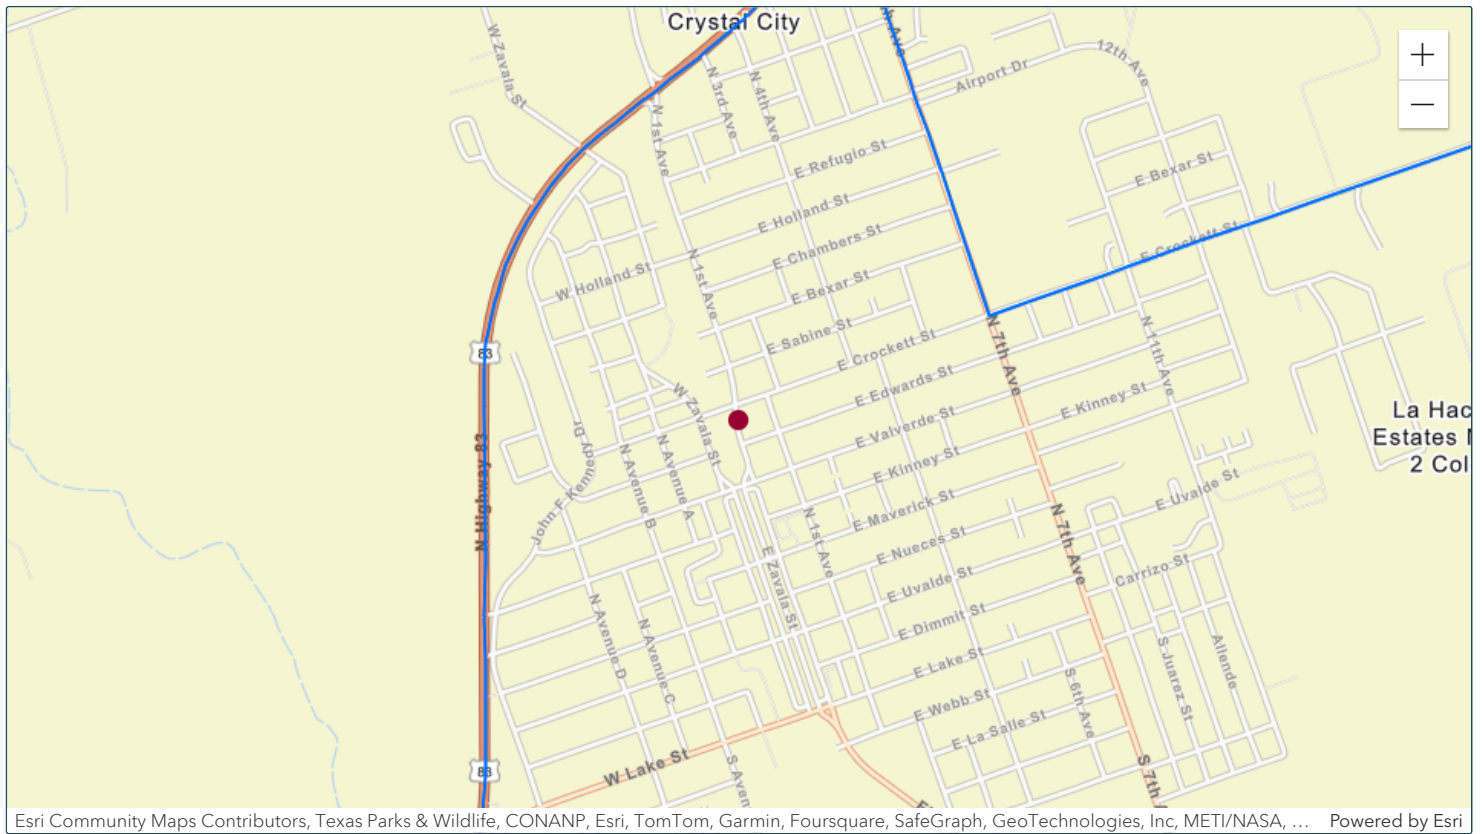 Crystal City
W Zavala St
N 3rd Ave
N 4th Ave
N 1st Ave
Airport Dr
12th Ave
E Refugio St
E Bexar St
E Holland St
E Crockett St
E Chambers St
N 1st Ave
W Holland St
E Bexar St
E Sabine St
E Crockett St
N 7th Ave
N 11th Ave
83
E Edwards St
W Zavala St
E Kinney St
E Valverde St
La Hac
Estates
2 Col
John F Kennedy Dr
N Avenue B
N Avenue A
E Kinney St
N Highway 83
E Maverick St
E Uvalde St
N 1st Ave
N 7th Ave
E Nueces St
E Zavala St
E Uvalde St
Carrizo St
N Avenue D
N Avenue C
E Dimmit St
E Lake St
S Juarez St
Allende
S 6th Ave
E Webb St
E La Salle St
83
W Lake St
S Aven
S 7th
+
−
Esri Community Maps Contributors, Texas Parks & Wildlife, CONANP, Esri, TomTom, Garmin, Foursquare, SafeGraph, GeoTechnologies, Inc, METI/NASA, ... Powered by Esri